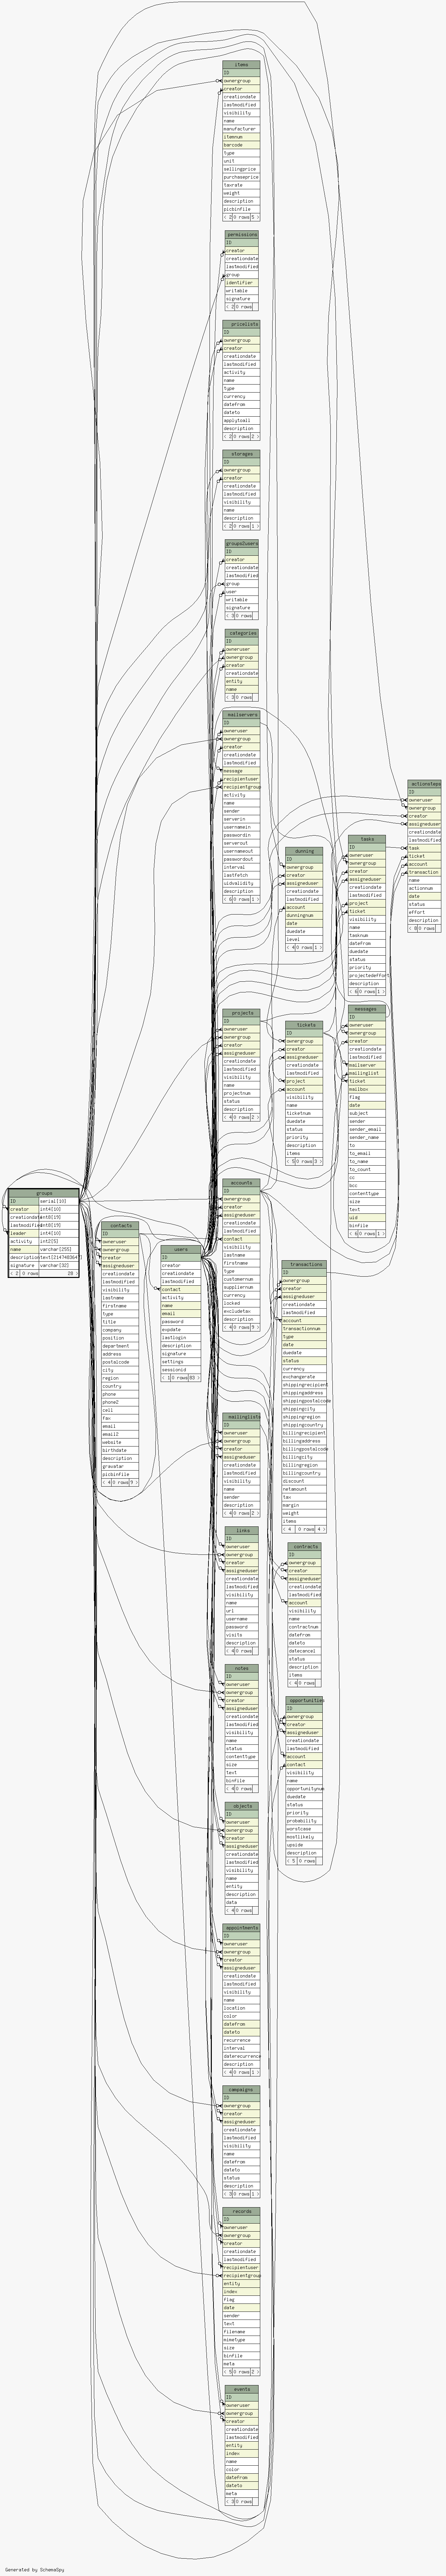 items
ID
ownergroup
creator
creationdate
lastmodified
visibility
name
manufacturer
itemnum
barcode
type
unit
sellingprice
purchaseprice
taxrate
weight
description
picbinfile
< 2 0 rows 5 >
permissions
ID
creator
creationdate
lastmodified
group
identifier
writable
signature
< 2 0 rows
pricelists
ID
ownergroup
creator
creationdate
lastmodified
activity
name
type
currency
datefrom
dateto
applytoall
description
< 2 0 rows 2 >
storages
ID
ownergroup
creator
creationdate
lastmodified
visibility
name
description
< 2 0 rows 1 >
groups2users
ID
creator
creationdate
lastmodified
group
user
writable
signature
< 3 0 rows
categories
ID
owneruser
ownergroup
creator
creationdate
entity
name
< 3 0 rows
mailservers
ID
owneruser
ownergroup
creator
creationdate
lastmodified
message
recipientuser
recipientgroup
activity
name
sender
serverin
usernamein
passwordin
serverout
usernameout
passwordout
interval
lastfetch
uidvalidity
description
< 6 0 rows 1 >
actionsteps
ID
owneruser
ownergroup
creator
assigneduser
creationdate
lastmodified
task
ticket
account
transaction
name
actionnum
date
status
effort
description
< 8 0 rows
tasks
ID
owneruser
ownergroup
creator
assigneduser
creationdate
lastmodified
project
ticket
visibility
name
tasknum
datefrom
duedate
status
priority
projectedeffort
description
< 6 0 rows 1 >
dunning
ID
ownergroup
creator
assigneduser
creationdate
lastmodified
account
dunningnum
date
duedate
level
< 4 0 rows 1 >
projects
ID
owneruser
ownergroup
creator
assigneduser
creationdate
lastmodified
visibility
name
projectnum
status
description
< 4 0 rows 2 >
tickets
ID
ownergroup
creator
assigneduser
creationdate
lastmodified
project
account
visibility
name
ticketnum
duedate
status
priority
description
items
< 5 0 rows 3 >
messages
ID
owneruser
ownergroup
creator
creationdate
lastmodified
mailserver
mailinglist
ticket
mailbox
flag
date
subject
sender
sender_email
sender_name
to
to_email
to_name
to_count
cc
bcc
contenttype
size
text
uid
binfile
< 6 0 rows 1 >
groups
ID serial[10]
creator int4[10]
creationdate int8[19]
lastmodified int8[19]
leader int4[10]
activity int2[5]
name varchar[255]
description text[2147483647]
signature varchar[32]
< 2 0 rows 28 >
contacts
ID
owneruser
ownergroup
creator
assigneduser
creationdate
lastmodified
visibility
lastname
firstname
type
title
company
position
department
address
postalcode
city
region
country
phone
phone2
cell
fax
email
email2
website
birthdate
description
gravatar
picbinfile
< 4 0 rows 9 >
users
ID
creator
creationdate
lastmodified
contact
activity
name
email
password
expdate
lastlogin
description
signature
settings
sessionid
< 1 0 rows 83 >
accounts
ID
ownergroup
creator
assigneduser
creationdate
lastmodified
contact
visibility
lastname
firstname
type
customernum
suppliernum
currency
locked
excludetax
description
< 4 0 rows 9 >
transactions
ID
ownergroup
creator
assigneduser
creationdate
lastmodified
account
transactionnum
type
date
duedate
status
currency
exchangerate
shippingrecipient
shippingaddress
shippingpostalcode
shippingcity
shippingregion
shippingcountry
billingrecipient
billingaddress
billingpostalcode
billingcity
billingregion
billingcountry
discount
netamount
tax
margin
weight
items
< 4 0 rows 4 >
mailinglists
ID
owneruser
ownergroup
creator
assigneduser
creationdate
lastmodified
visibility
name
sender
description
< 4 0 rows 2 >
links
ID
owneruser
ownergroup
creator
assigneduser
creationdate
lastmodified
visibility
name
url
username
password
visits
description
< 4 0 rows
contracts
ID
ownergroup
creator
assigneduser
creationdate
lastmodified
account
visibility
name
contractnum
datefrom
dateto
datecancel
status
description
items
< 4 0 rows
notes
ID
owneruser
ownergroup
creator
assigneduser
creationdate
lastmodified
visibility
name
status
contenttype
size
text
binfile
< 4 0 rows
opportunities
ID
ownergroup
creator
assigneduser
creationdate
lastmodified
account
contact
visibility
name
opportunitynum
duedate
status
priority
probability
worstcase
mostlikely
upside
description
< 5 0 rows
objects
ID
owneruser
ownergroup
creator
assigneduser
creationdate
lastmodified
visibility
name
entity
description
data
< 4 0 rows
appointments
ID
owneruser
ownergroup
creator
assigneduser
creationdate
lastmodified
visibility
name
location
color
datefrom
dateto
recurrence
interval
daterecurrence
description
< 4 0 rows 1 >
campaigns
ID
ownergroup
creator
assigneduser
creationdate
lastmodified
visibility
name
datefrom
dateto
status
description
< 3 0 rows 1 >
records
ID
owneruser
ownergroup
creator
creationdate
lastmodified
recipientuser
recipientgroup
entity
index
flag
date
sender
text
filename
mimetype
size
binfile
meta
< 5 0 rows 2 >
events
ID
owneruser
ownergroup
creator
creationdate
lastmodified
entity
index
name
color
datefrom
dateto
meta
< 3 0 rows
Generated by SchemaSpy